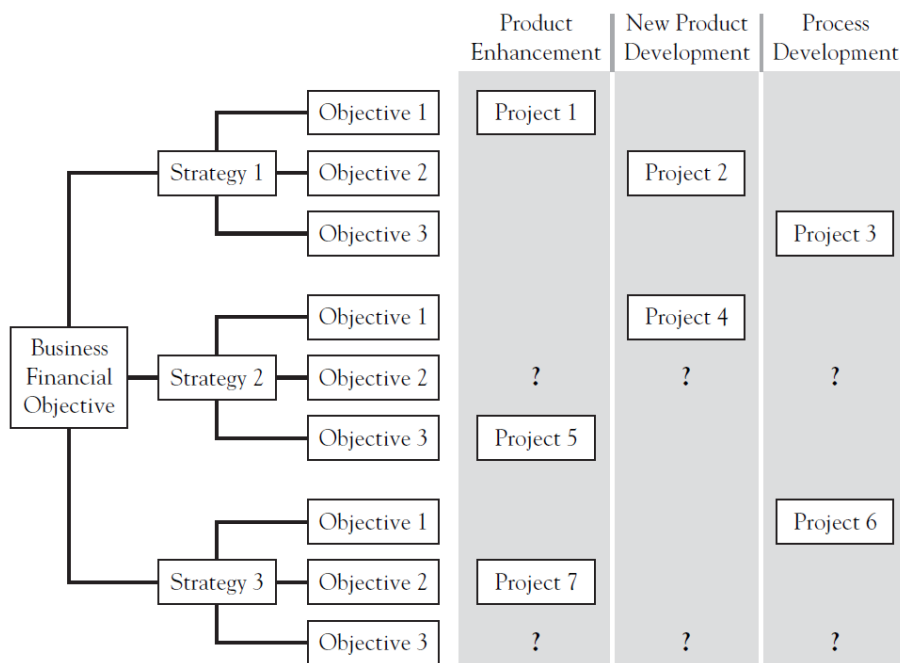 Product New Product Process
Enhancement Development Development
Objective 1 Project 1
Strategy 1 Objective 2 Project 2
Objective 3 Project 3
Objective 1 Project 4
Business
Financial
Objective
Strategy 2 Objective 2 ? ? ?
Objective 3 Project 5
Objective 1 Project 6
Strategy 3 Objective 2 Project 7
Objective 3 ? ? ?